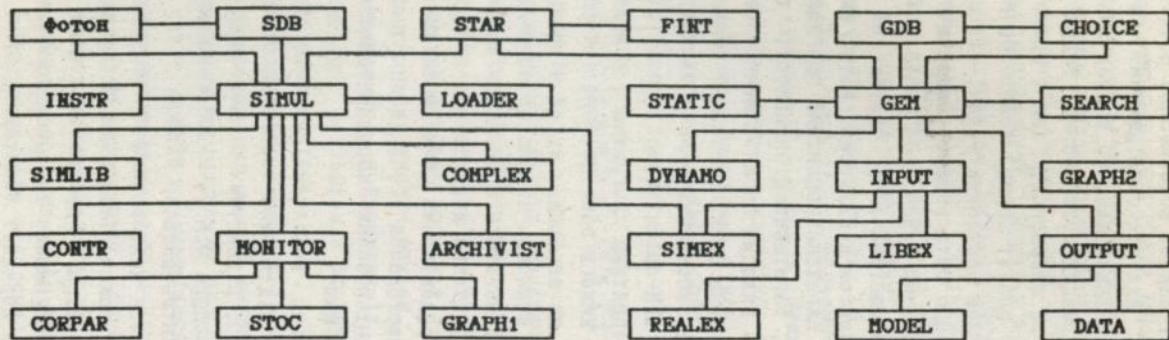 ФОТОН SDB STAR FINT GDB CHOICE
INSTR SIMUL LOADER STATIC GEM SEARCH
SIMLIB COMPLEX DYNAMO INPUT GRAPH2
CONTR MONITOR ARCHIVIST SIMEX LIBEX OUTPUT
CORPAR STOC GRAPH1 REALEX MODEL DATA